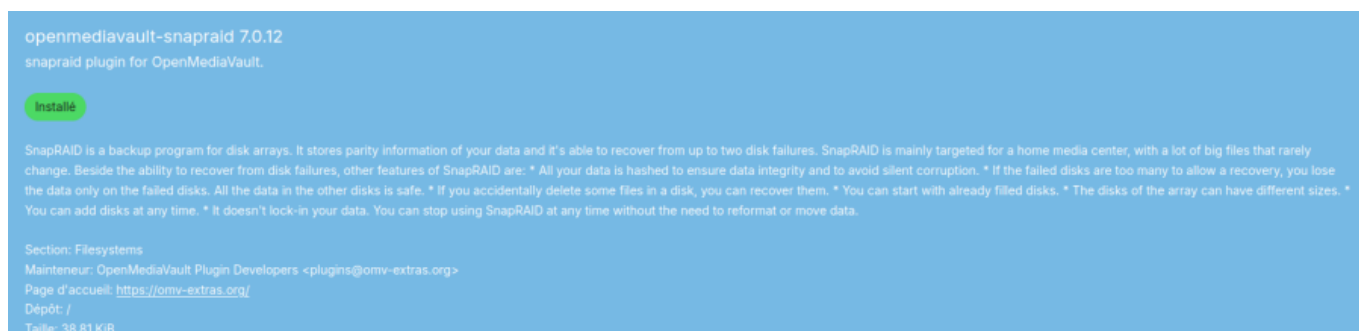 openmediavault-snapraid 7.0.12
snapraid plugin for OpenMediaVault.
Installé
SnapRAID is a backup program for disk arrays. It stores parity information of your data and it's able to recover from up to two disk failures. SnapRAID is mainly targeted for a home media center, with a lot of big files that rarely
change. Beside the ability to recover from disk failures, other features of SnapRAID are: * All your data is hashed to ensure data integrity and to avoid silent corruption. * If the failed disks are too many to allow a recovery, you lose
the data only on the failed disks. All the data in the other disks is safe. * If you accidentally delete some files in a disk, you can recover them. * You can start with already filled disks. * The disks of the array can have different sizes. *
You can add disks at any time. * It doesn't lock-in your data. You can stop using SnapRAID at any time without the need to reformat or move data.
Section: Filesystems
Mainteneur: OpenMediaVault Plugin Developers <plugins@omv-extras.org>
Page d'accueil: https://omv-extras.org/
Dépôt: /
Taille: 38.81 KiB